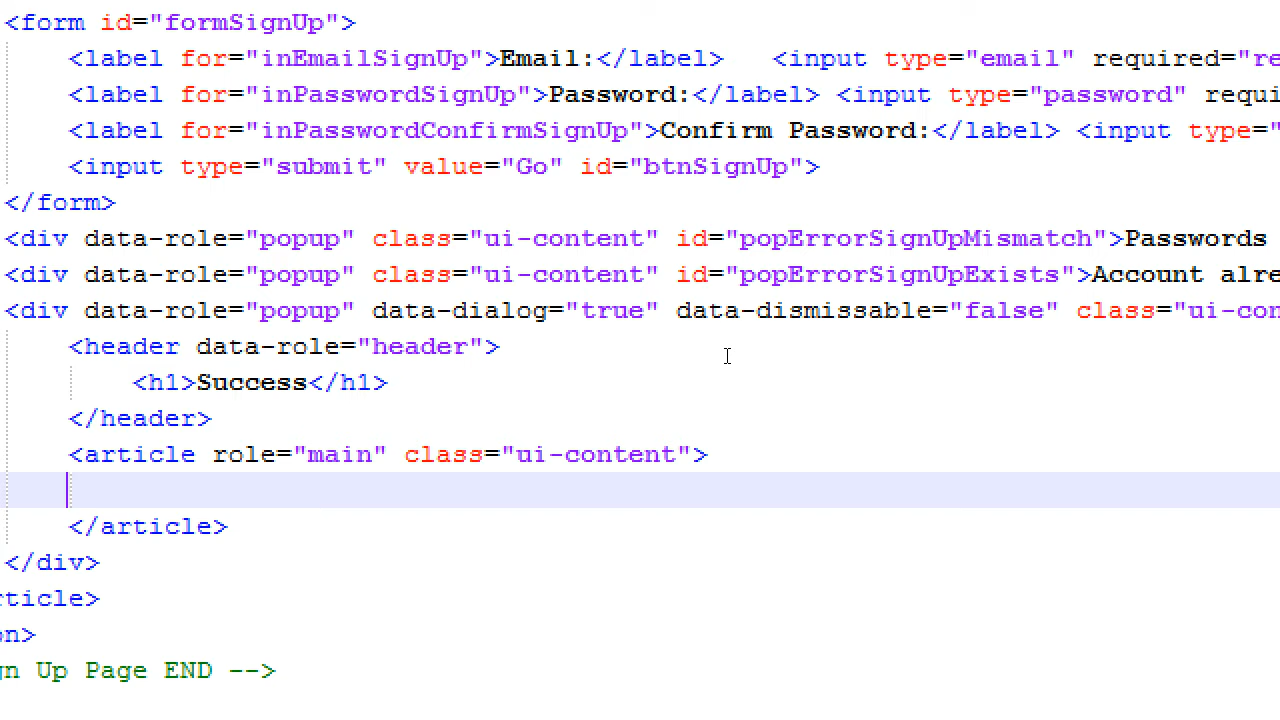 <form id="formSignUp">
<label for="inEmailSignUp">Email:</label> <input type="email" required="re
<label for="inPasswordSignUp">Password:</label> <input type="password" requi
<label for="inPasswordConfirmSignUp">Confirm Password:</label> <input type="
<input type="submit" value="Go" id="btnSignUp">
</form>
<div data-role="popup" class="ui-content" id="popErrorSignUpMismatch">Passwords
<div data-role="popup" class="ui-content" id="popErrorSignUpExists">Account alre
<div data-role="popup" data-dialog="true" data-dismissable="false" class="ui-con
<header data-role="header">
<h1>Success</h1>
</header>
<article role="main" class="ui-content">
</article>
</div>
rticle>
on>
gn Up Page END -->